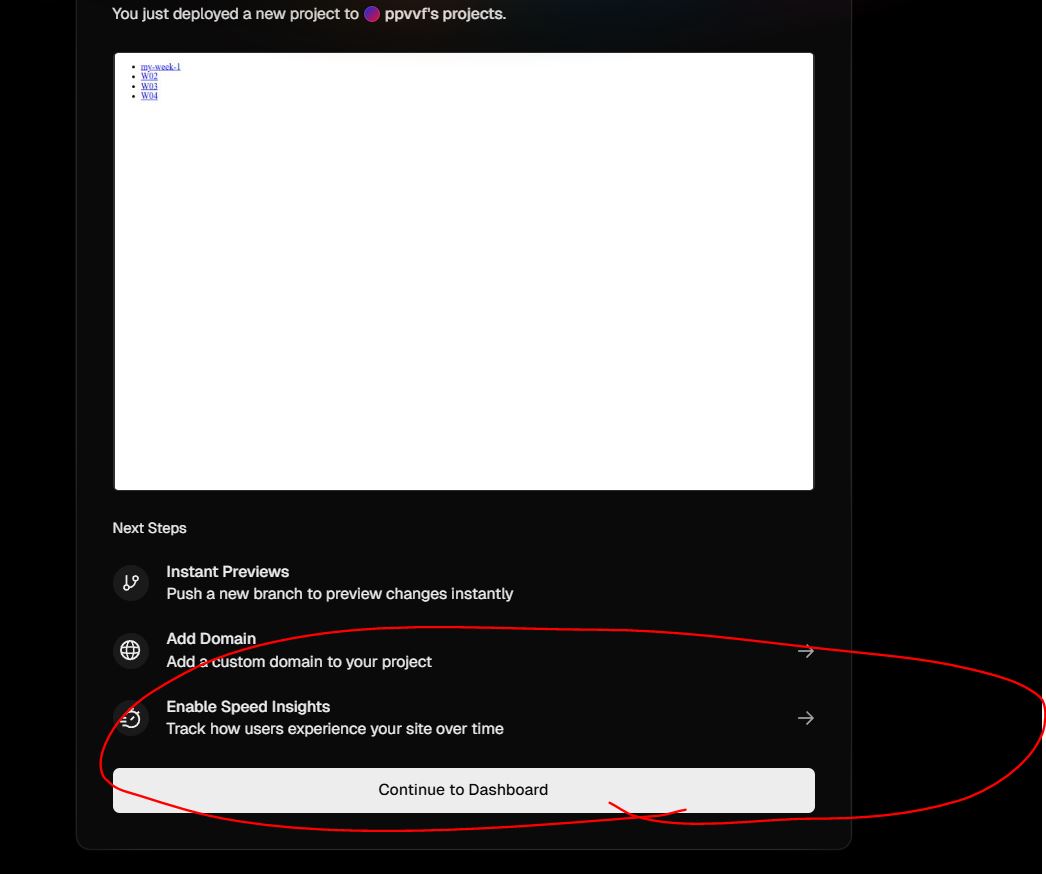 You just deployed a new project to ppvvf's projects.
my-week-1
W02
W03
W04
Next Steps
Instant Previews
Push a new branch to preview changes instantly
Add Domain
Add a custom domain to your project
Enable Speed Insights
Track how users experience your site over time
Continue to Dashboard